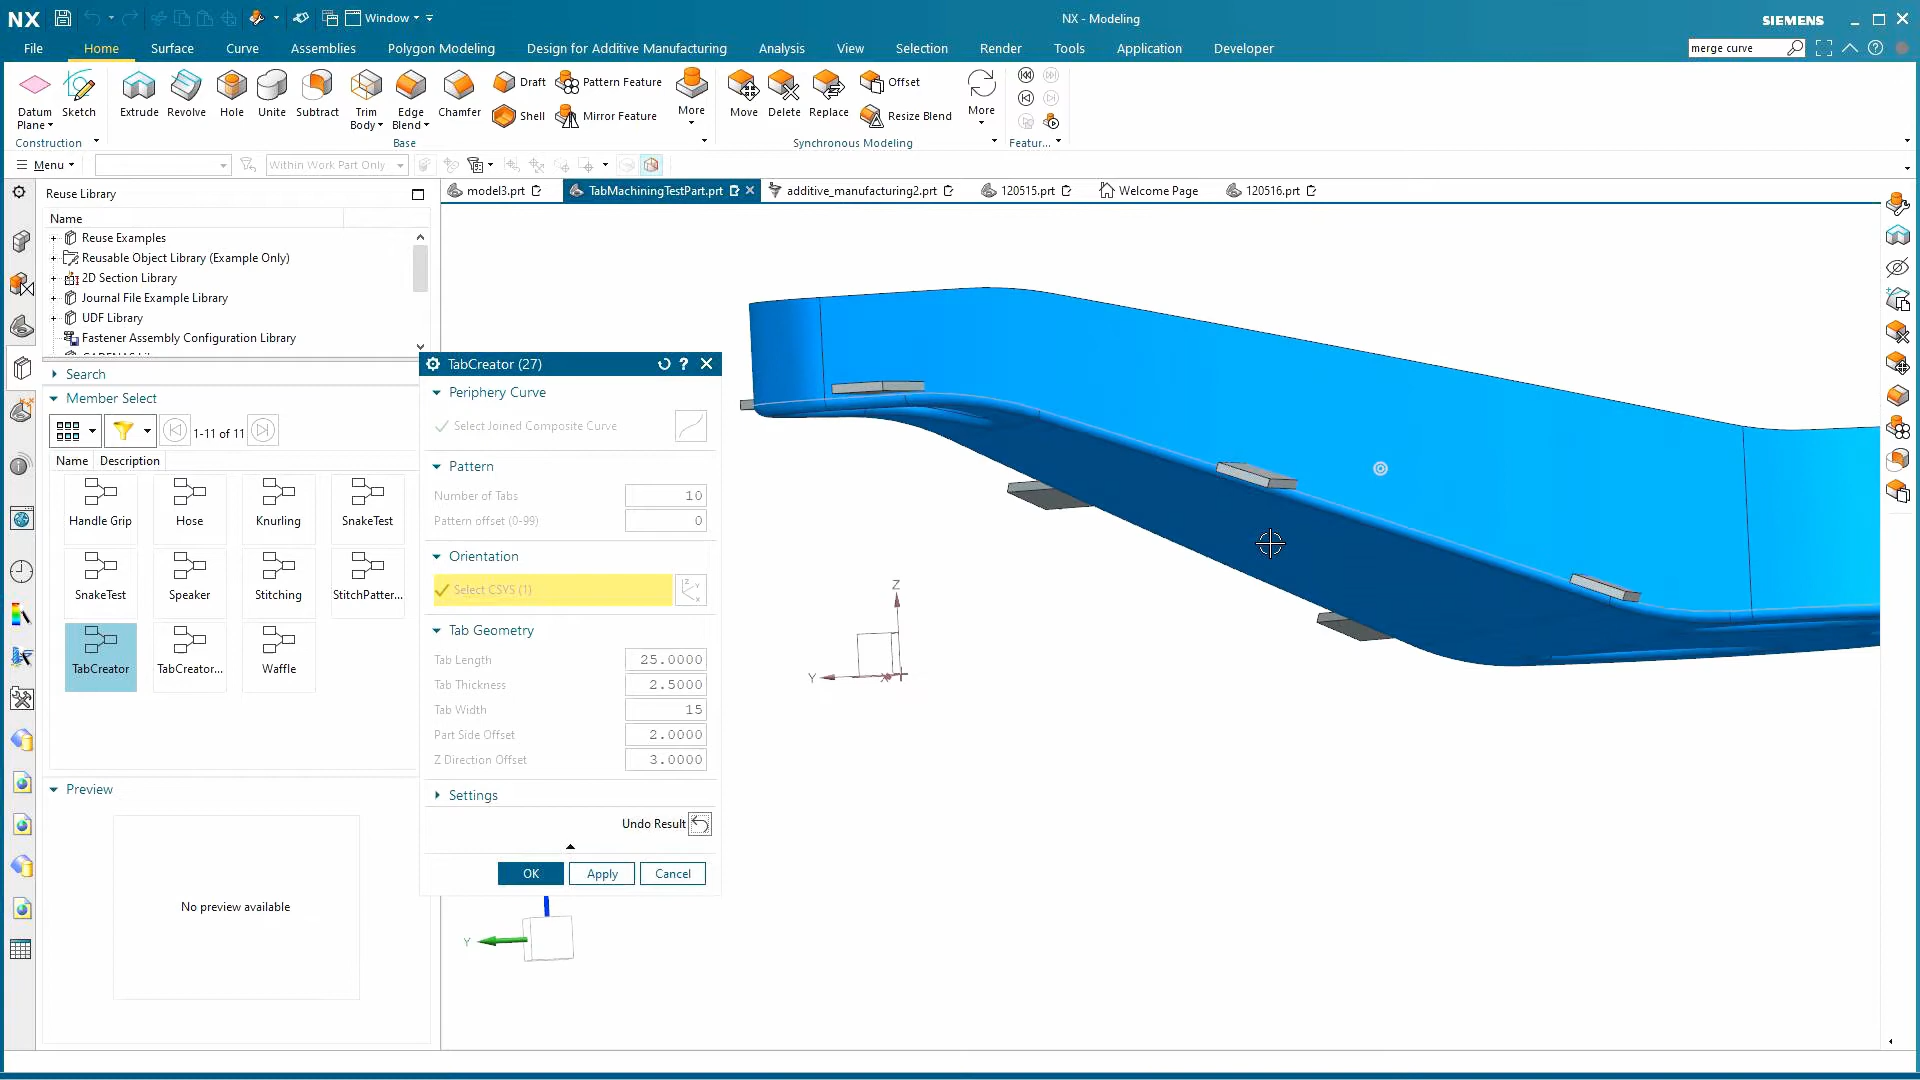 NX
Window
NX - Modeling
SIEMENS
File
Home
Surface
Curve
Assemblies
Polygon Modeling
Design for Additive Manufacturing
Analysis
View
Selection
Render
Tools
Application
Developer
merge curve
Datum
Plane
Sketch
Extrude
Revolve
Hole
Unite
Subtract
Trim
Body
Edge
Blend
Chamfer
Draft
Shell
Pattern Feature
Mirror Feature
More
Move
Delete
Replace
Offset
Resize Blend
More
Construction
Base
Synchronous Modeling
Featur...
Menu
Within Work Part Only
Reuse Library
model3.prt
TabMachiningTestPart.prt
additive_manufacturing2.prt
120515.prt
Welcome Page
120516.prt
Name
Reuse Examples
Reusable Object Library (Example Only)
2D Section Library
Journal File Example Library
UDF Library
Fastener Assembly Configuration Library
Search
Member Select
1-11 of 11
Name
Description
Handle Grip
Hose
Knurling
SnakeTest
SnakeTest
Speaker
Stitching
StitchPatter...
TabCreator
TabCreator...
Waffle
Preview
No preview available
TabCreator (27)
Periphery Curve
Select Joined Composite Curve
Pattern
Number of Tabs
10
Pattern offset (0-99)
0
Orientation
Select CSYS (1)
Tab Geometry
Tab Length
25.0000
Tab Thickness
2.5000
Tab Width
15
Part Side Offset
2.0000
Z Direction Offset
3.0000
Settings
Undo Result
OK
Apply
Cancel
Z
Y
Y